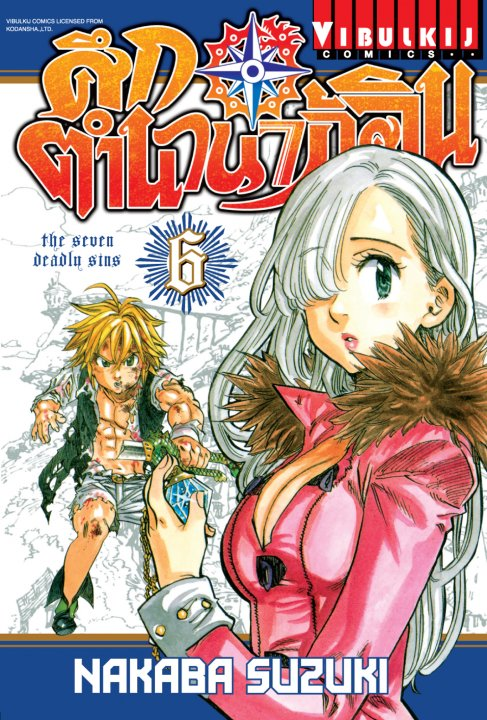 VIBULKIJ COMICS LICENSED FROM
KODANSHA.,LTD.
VIBULKIJ
COMICS
ศึก
ตำนาน 7 อัศวิน
the seven
deadly sins
6
NAKABA SUZUKI